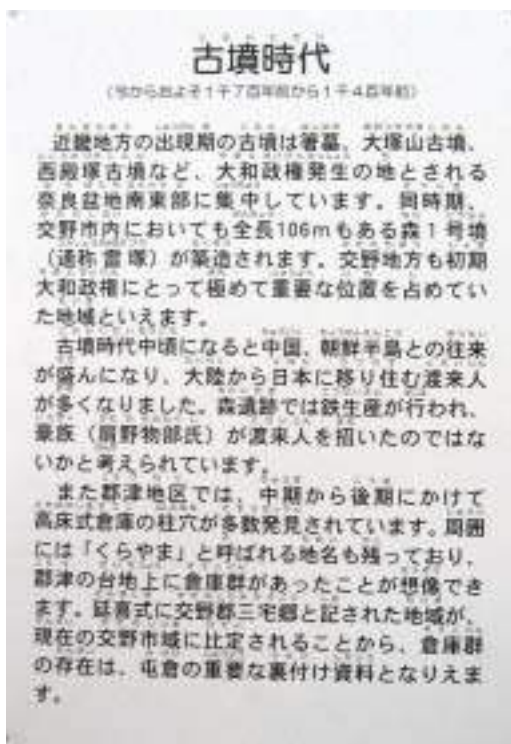 古墳時代
(今からおよそ1千7百年前から1千4百年前)
近畿地方の出現期の古墳は箸墓、大塚山古墳、
西殿塚古墳など、大和政権発生の地とされる
奈良盆地南東部に集中しています。同時期、
交野市内においても全長106mもある森1号墳
(通称雷塚)が築造されます。交野地方も初期
大和政権にとって極めて重要な位置を占めてい
た地域といえます。
古墳時代中頃になると中国、朝鮮半島との往来
が盛んになり、大陸から日本に移り住む渡来人
が多くなりました。森遺跡では鉄生産が行われ、
豪族(肩野物部氏)が渡来人を招いたのではな
いかと考えられています。
また郡津地区では、中期から後期にかけて
高床式倉庫の柱穴が多数発見されています。周囲
には「くらやま」と呼ばれる地名も残っており、
郡津の台地上に倉庫群があったことが想像でき
ます。延喜式に交野郡三宅郷と記された地域が、
現在の交野市域に比定されることから、倉庫群
の存在は、屯倉の重要な裏付け資料となりえま
す。